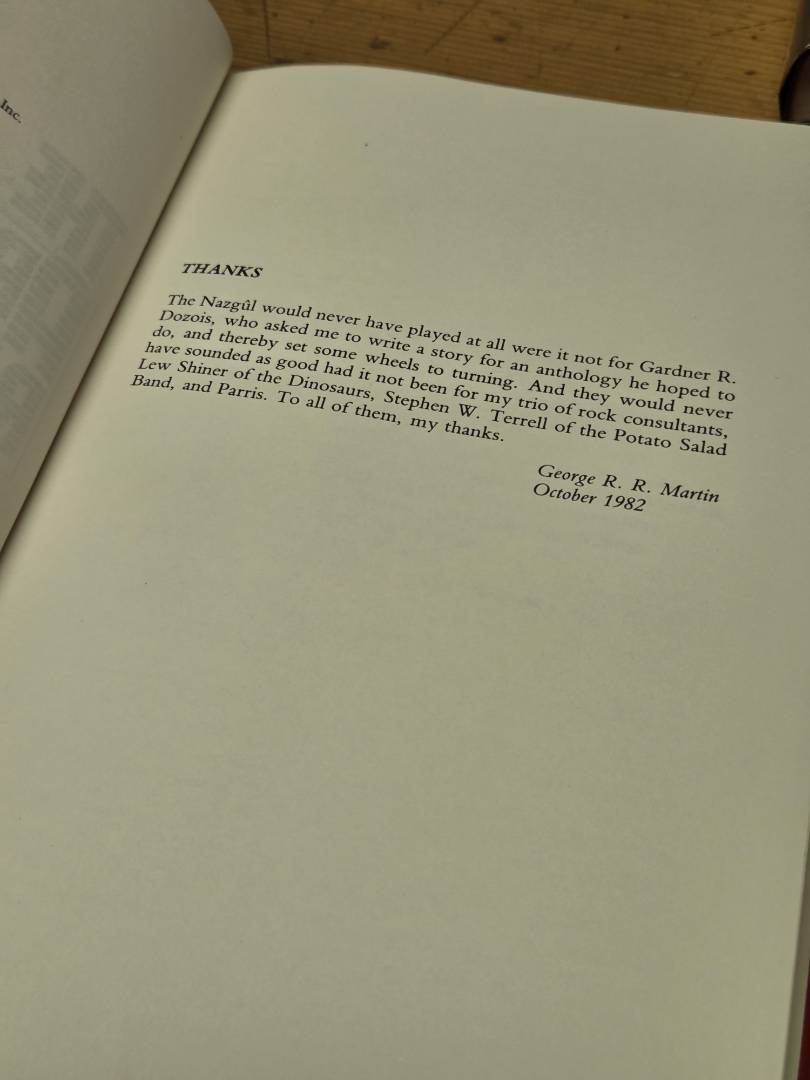 Inc.
THANKS
The Nazgûl would never have played at all were it not for Gardner R.
Dozois, who asked me to write a story for an anthology he hoped to
do, and thereby set some wheels to turning. And they would never
have sounded as good had it not been for my trio of rock consultants,
Lew Shiner of the Dinosaurs, Stephen W. Terrell of the Potato Salad
Band, and Parris. To all of them, my thanks.
George R. R. Martin
October 1982